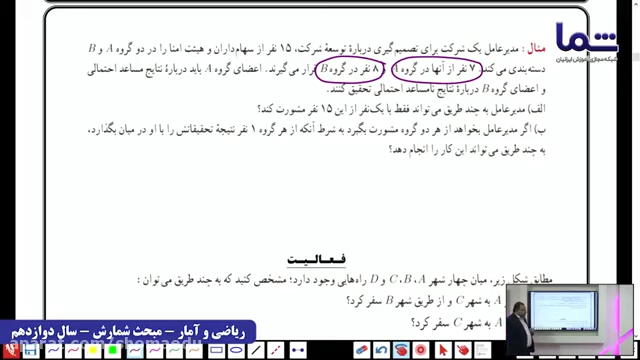 مثال : مدیرعامل یک شرکت برای تصمیم‌گیری دربارهٔ توسعهٔ شرکت، ۱۵ نفر از سهام‌داران و هیئت امنا را در دو گروه A و B
دسته‌بندی می‌کند. ۷ نفر از آنها در گروه A و ۸ نفر در گروه B قرار می‌گیرند. اعضای گروه A باید دربارهٔ نتایج مساعد احتمالی
و اعضای گروه B دربارهٔ نتایج نامساعد احتمالی تحقیق کنند.
الف) مدیرعامل به چند طریق می‌تواند فقط با یک‌نفر از این ۱۵ نفر مشورت کند؟
ب) اگر مدیرعامل بخواهد از هر دو گروه مشورت بگیرد به شرط آنکه از هر گروه ۱ نفر نتیجهٔ تحقیقاتش را با او در میان بگذارد،
به چند طریق می‌تواند این کار را انجام دهد؟
فعالیت
مطابق شکل زیر، میان چهار شهر A، B، C و D راه‌هایی وجود دارد؛ مشخص کنید که به چند طریق می‌توان :
A به شهر C و از طریق شهر B سفر کرد؟
A به شهر C سفر کرد؟
شما
شبکه‌مجازی آموزش ایرانیان
ریاضی و آمار – مبحث شمارش – سال دوازدهم